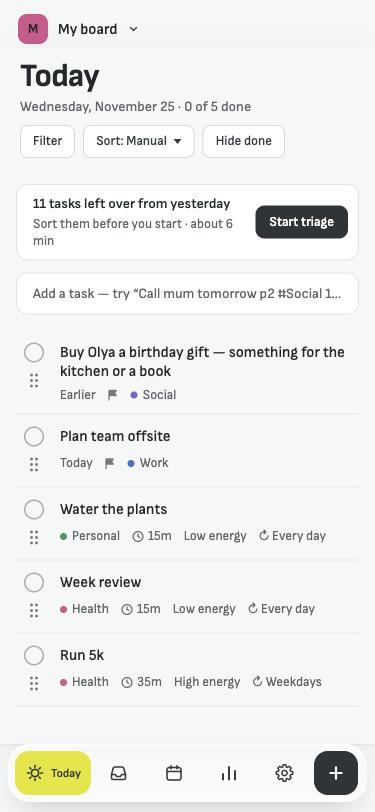 M My board
Today
Wednesday, November 25 · 0 of 5 done
Filter Sort: Manual Hide done
11 tasks left over from yesterday
Sort them before you start · about 6
min
Start triage
Add a task — try “Call mum tomorrow p2 #Social 1...
Buy Olya a birthday gift — something for the
kitchen or a book
Earlier Social
Plan team offsite
Today Work
Water the plants
Personal 15m Low energy Every day
Week review
Health 15m Low energy Every day
Run 5k
Health 35m High energy Weekdays
Today